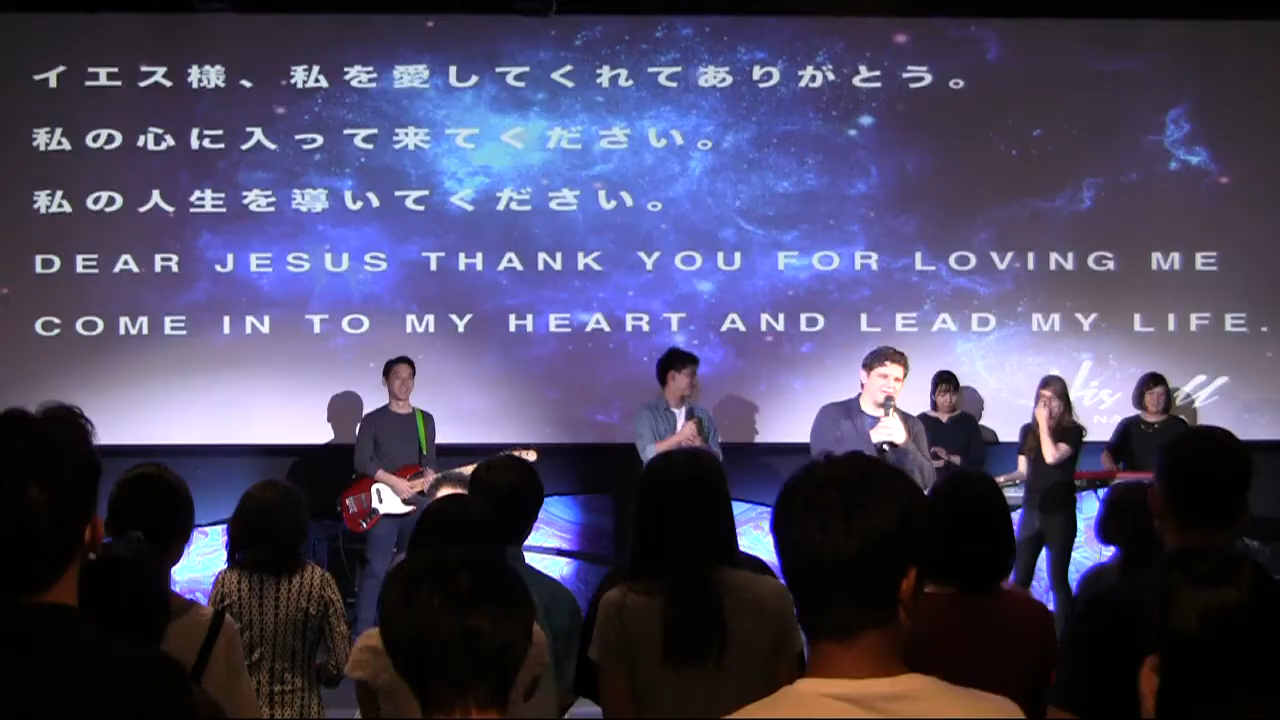 イエス様、私を愛してくれてありがとう。
私の心に入って来てください。
私の人生を導いてください。
DEAR JESUS THANK YOU FOR LOVING ME
COME IN TO MY HEART AND LEAD MY LIFE.